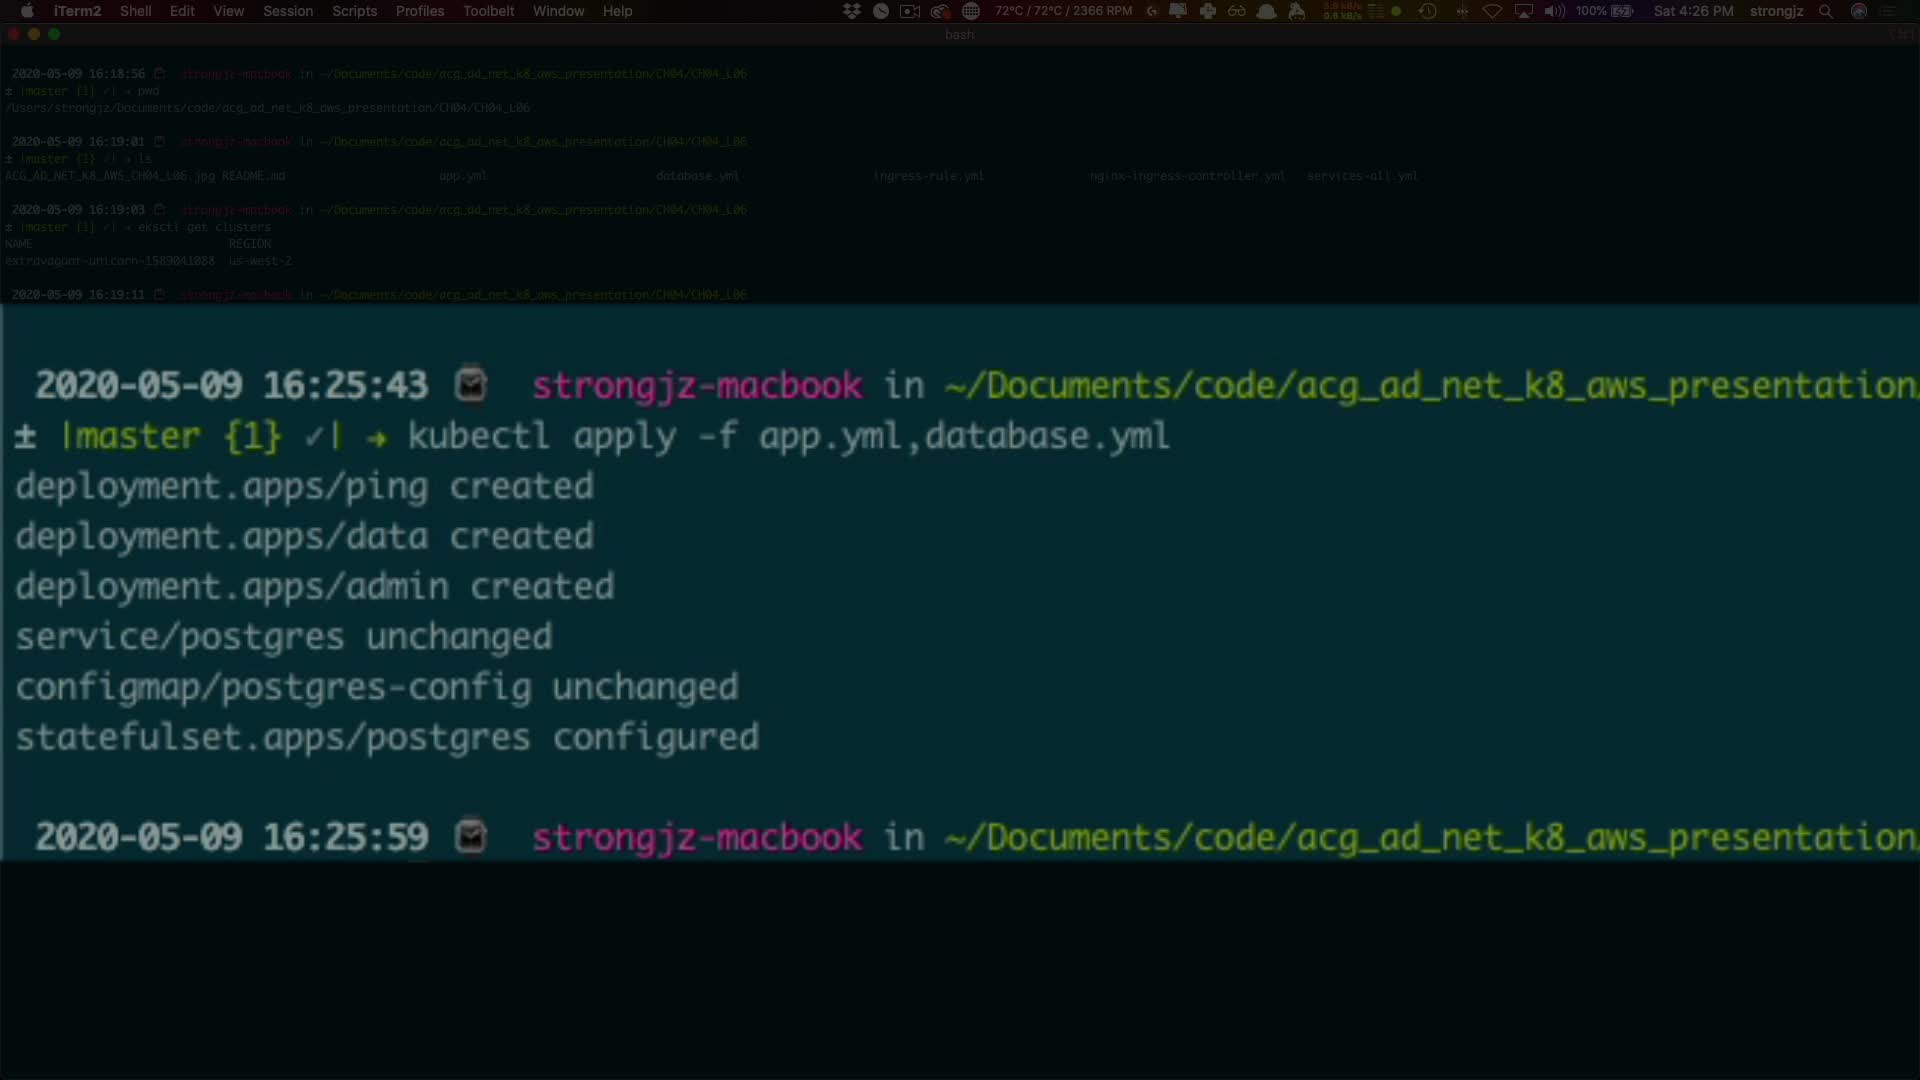 iTerm2 Shell Edit View Session Scripts Profiles Toolbelt Window Help 72°C / 72°C / 2366 RPM 100% Sat 4:26 PM strongjz
bash
2020-05-09 16:18:56 strongjz-macbook in ~/Documents/code/acg_ad_net_k8_aws_presentation/CH04/CH04_L06
± |master {1} ✓| → pwd
/Users/strongjz/Documents/code/acg_ad_net_k8_aws_presentation/CH04/CH04_L06
2020-05-09 16:19:01 strongjz-macbook in ~/Documents/code/acg_ad_net_k8_aws_presentation/CH04/CH04_L06
± |master {1} ✓| → ls
ACG_AD_NET_K8_AWS_CH04_L06.jpg README.md app.yml database.yml ingress-rule.yml nginx-ingress-controller.yml services-all.yml
2020-05-09 16:19:03 strongjz-macbook in ~/Documents/code/acg_ad_net_k8_aws_presentation/CH04/CH04_L06
± |master {1} ✓| → eksctl get clusters
NAME REGION
extravagant-unicorn-1589041088 us-west-2
2020-05-09 16:19:11 strongjz-macbook in ~/Documents/code/acg_ad_net_k8_aws_presentation/CH04/CH04_L06
2020-05-09 16:25:43 strongjz-macbook in ~/Documents/code/acg_ad_net_k8_aws_presentation/
± |master {1} ✓| → kubectl apply -f app.yml,database.yml
deployment.apps/ping created
deployment.apps/data created
deployment.apps/admin created
service/postgres unchanged
configmap/postgres-config unchanged
statefulset.apps/postgres configured
2020-05-09 16:25:59 strongjz-macbook in ~/Documents/code/acg_ad_net_k8_aws_presentation/